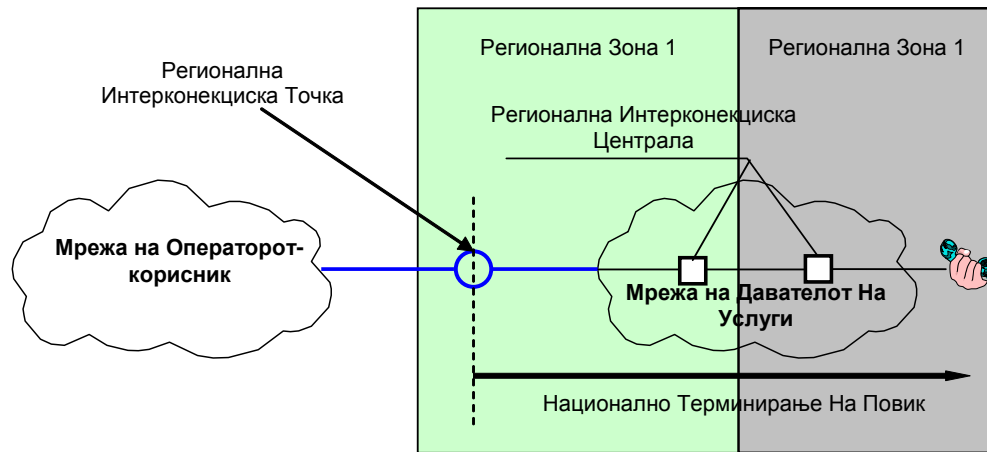 Регионална Зона 1
Регионална Зона 1
Регионална
Интерконекциска Точка
Регионална Интерконекциска
Централа
Мрежа на Операторот-
корисник
Мрежа на Давателот На
Услуги
Национално Терминирање На Повик